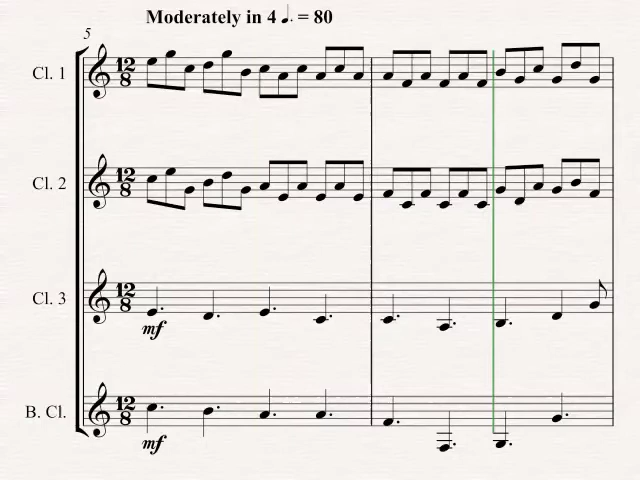 Moderately in 4 ♩. = 80
5
Cl. 1
12
8
Cl. 2
12
8
Cl. 3
12
8
mf
B. Cl.
12
8
mf